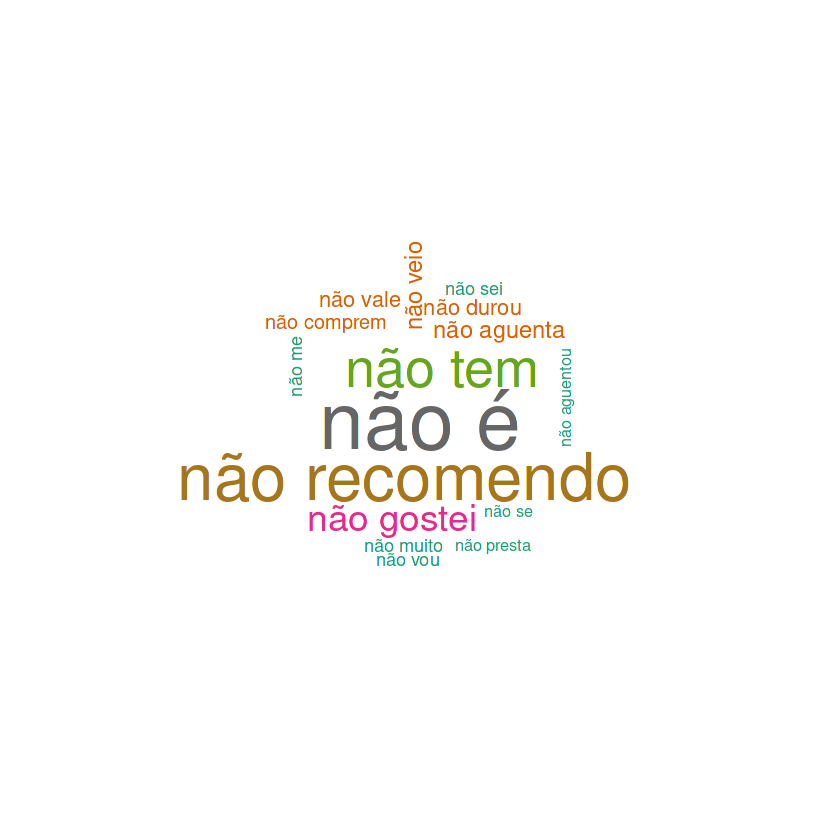 não veio
não sei
não vale
não durou
não comprem
não aguenta
não me
não tem
não aguentou
não é
não recomendo
não gostei
não se
não muito
não presta
não vou